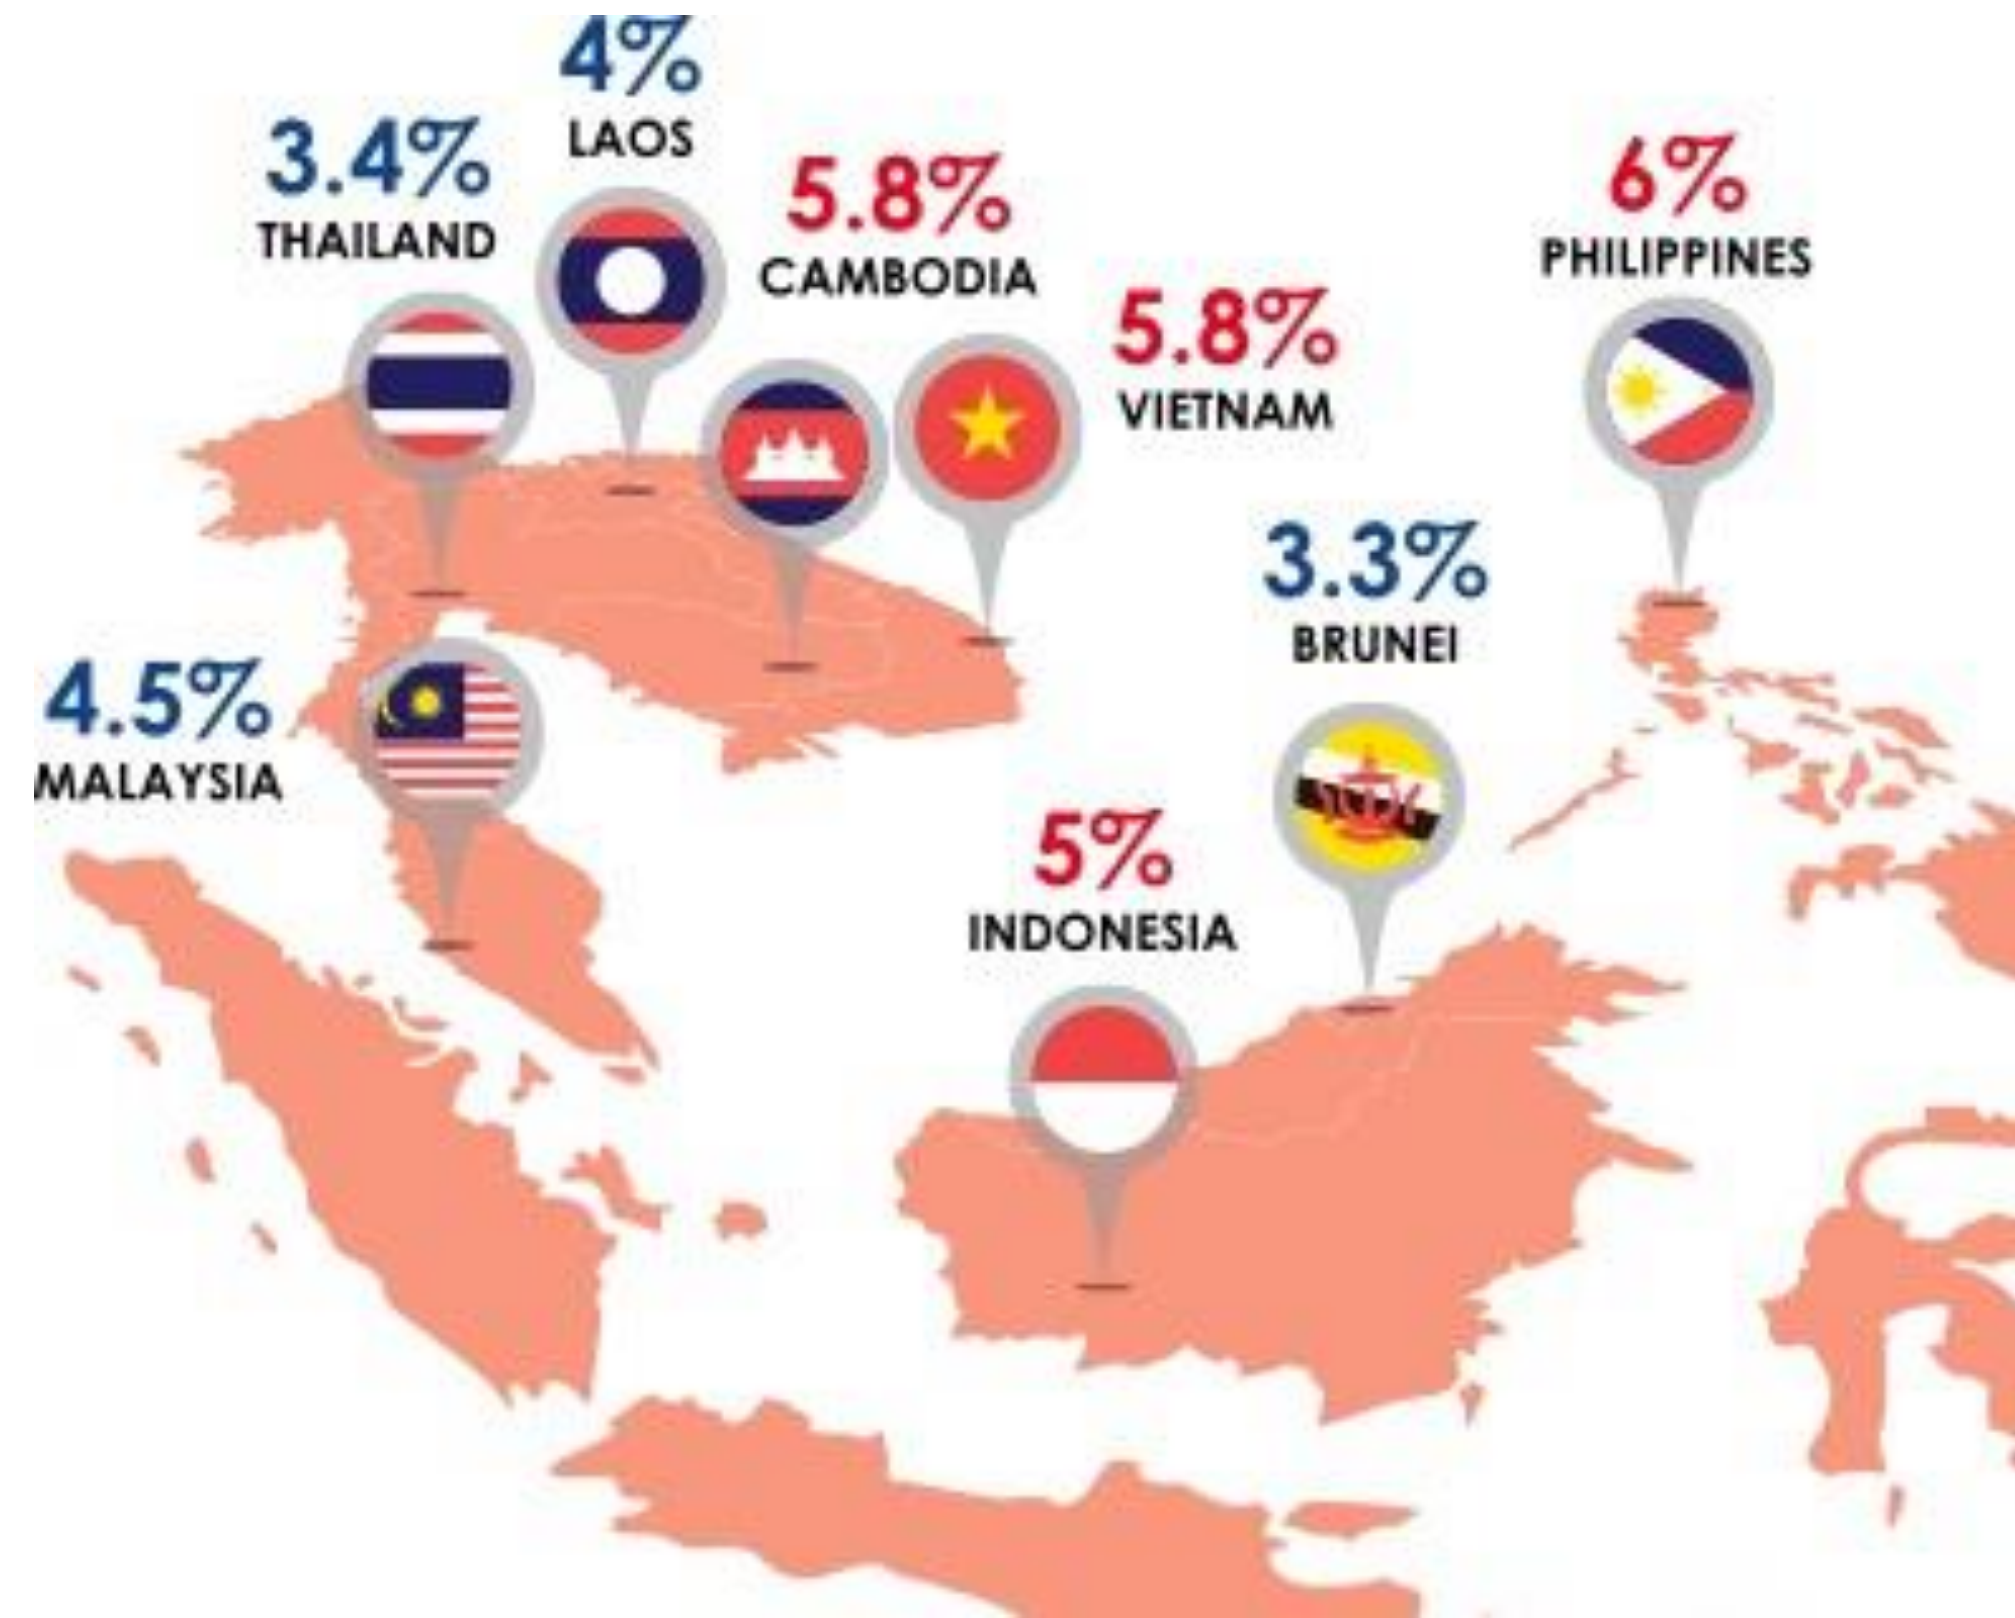 4%
LAOS
3.4%
THAILAND
5.8%
CAMBODIA
6%
PHILIPPINES
5.8%
VIETNAM
3.3%
BRUNEI
4.5%
MALAYSIA
5%
INDONESIA